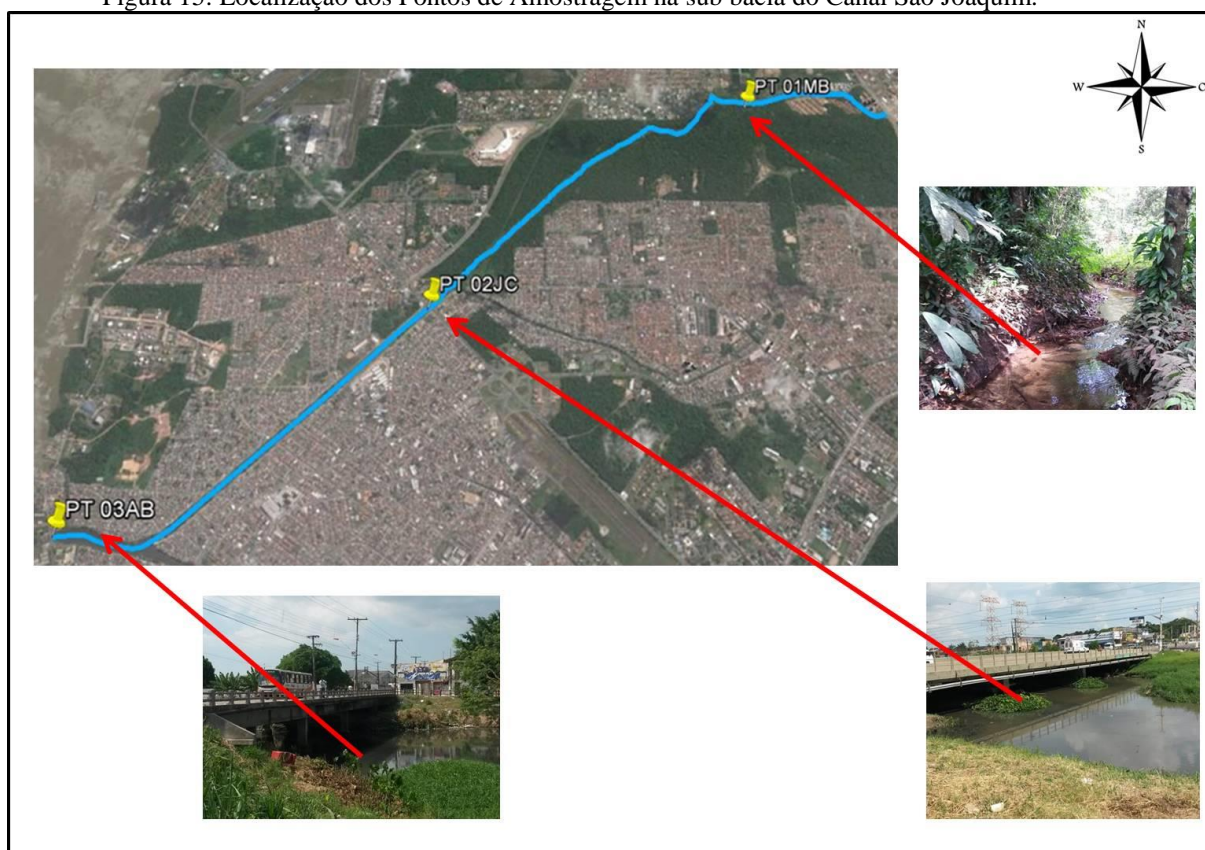 Figura 15: Localização dos Pontos de Amostragem na sub bacia do Canal São Joaquim.
N
W
S
PT 01MB
PT 02JC
PT 03AB